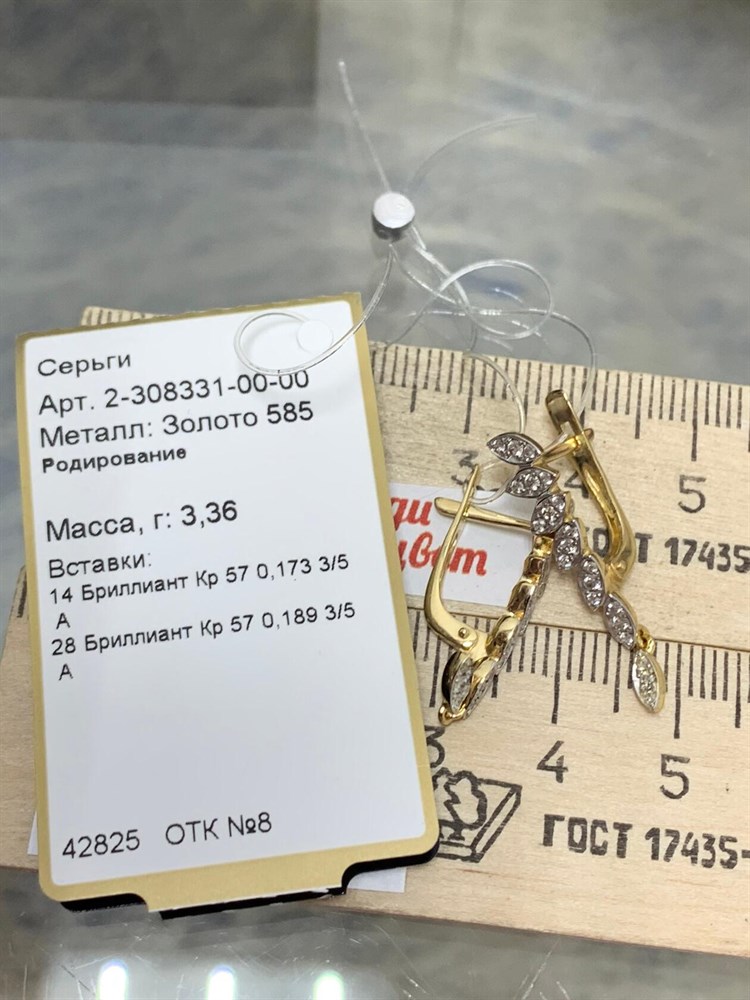 Серьги
Арт. 2-308331-00-00
Металл: Золото 585
Родирование
Масса, г: 3,36
Вставки:
14 Бриллиант Кр 57 0,173 3/5
А
28 Бриллиант Кр 57 0,189 3/5
А
42825 ОТК №8
3 4 5
Т 17435
3 4 5
ГОСТ 17435-